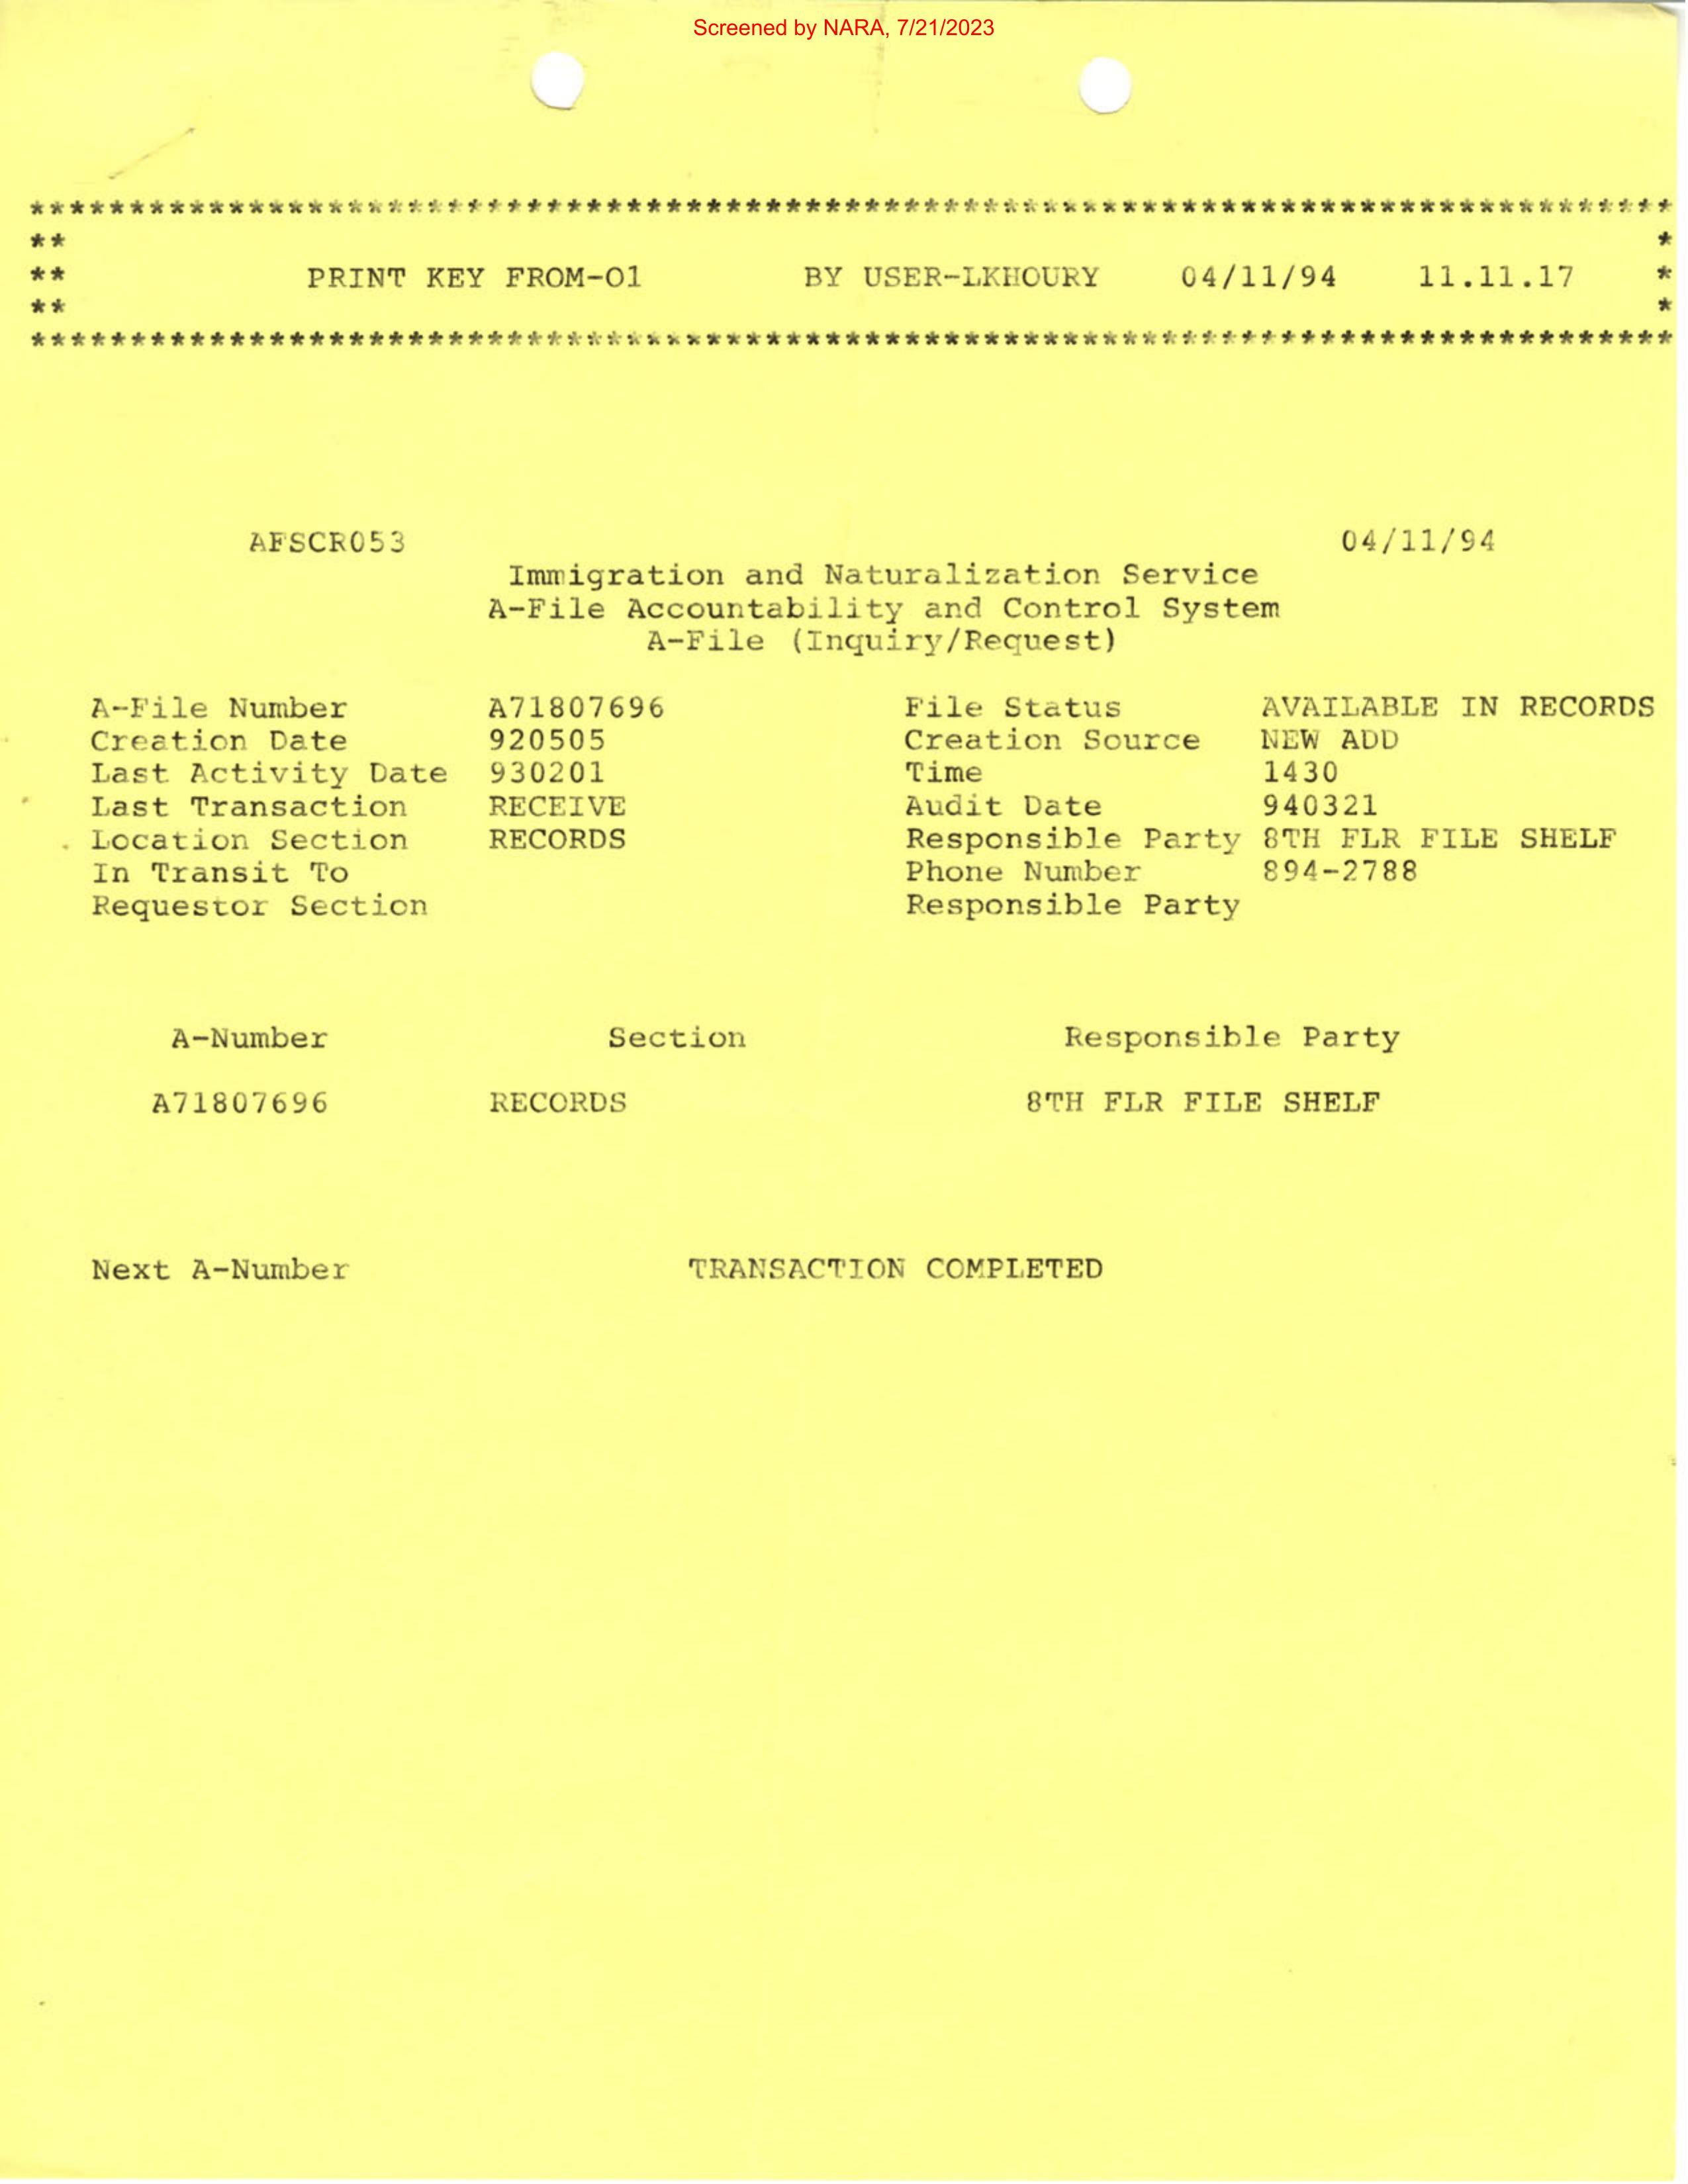 Screened by NARA, 7/21/2023
***********************************************************************************
** *
** PRINT KEY FROM-01 BY USER-LKHOURY 04/11/94 11.11.17 *
** *
***********************************************************************************
AFSCR053 04/11/94
Immigration and Naturalization Service
A-File Accountability and Control System
A-File (Inquiry/Request)
A-File Number A71807696 File Status AVAILABLE IN RECORDS
Creation Date 920505 Creation Source NEW ADD
Last Activity Date 930201 Time 1430
Last Transaction RECEIVE Audit Date 940321
Location Section RECORDS Responsible Party 8TH FLR FILE SHELF
In Transit To Phone Number 894-2788
Requestor Section Responsible Party
A-Number Section Responsible Party
A71807696 RECORDS 8TH FLR FILE SHELF
Next A-Number TRANSACTION COMPLETED